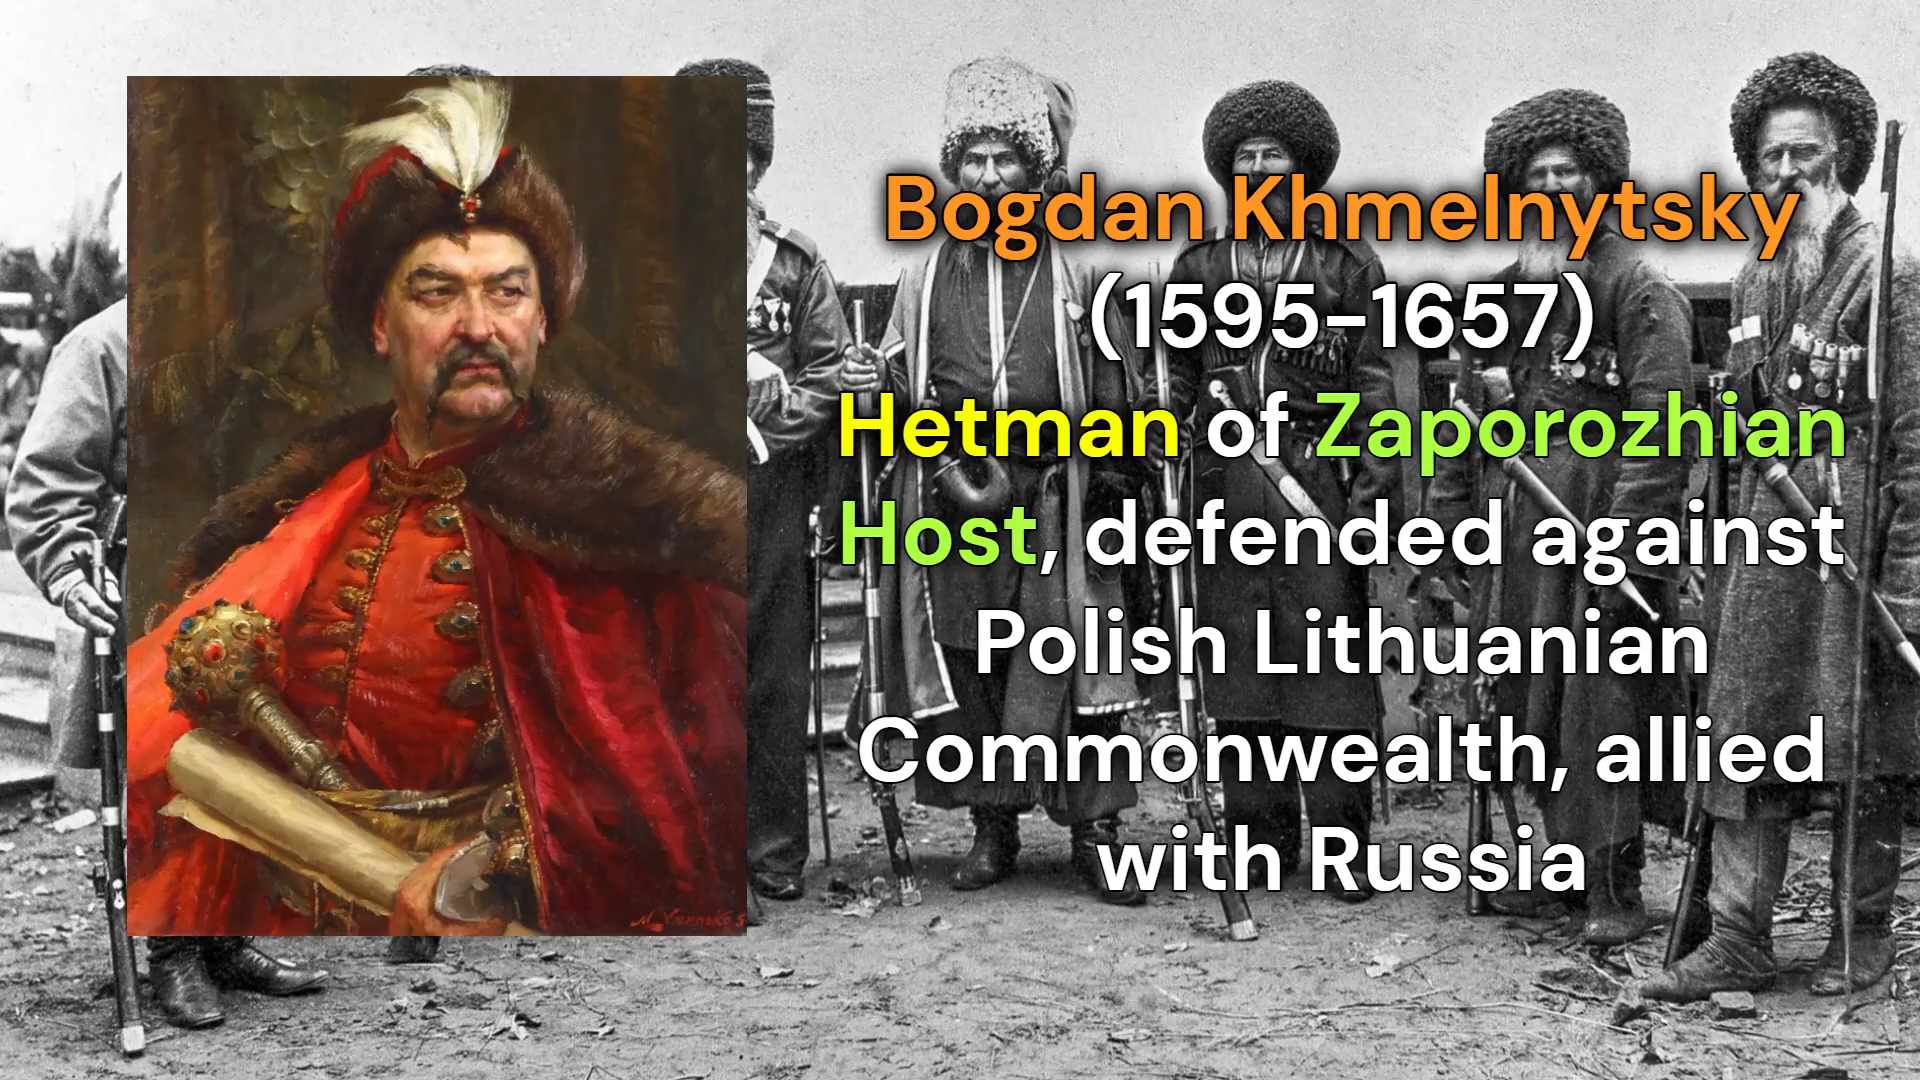 Bogdan Khmelnytsky
(1595-1657)
Hetman of Zaporozhian
Host, defended against
Polish Lithuanian
Commonwealth, allied
with Russia